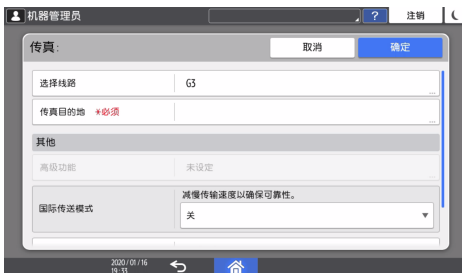 机器管理员
?
注销
传真:
取消
确定
选择线路
G3
...
传真目的地 *必须
...
其他
高级功能
未设定
...
减慢传输速度以确保可靠性。
国际传送模式
关
2020/01/16
19:33